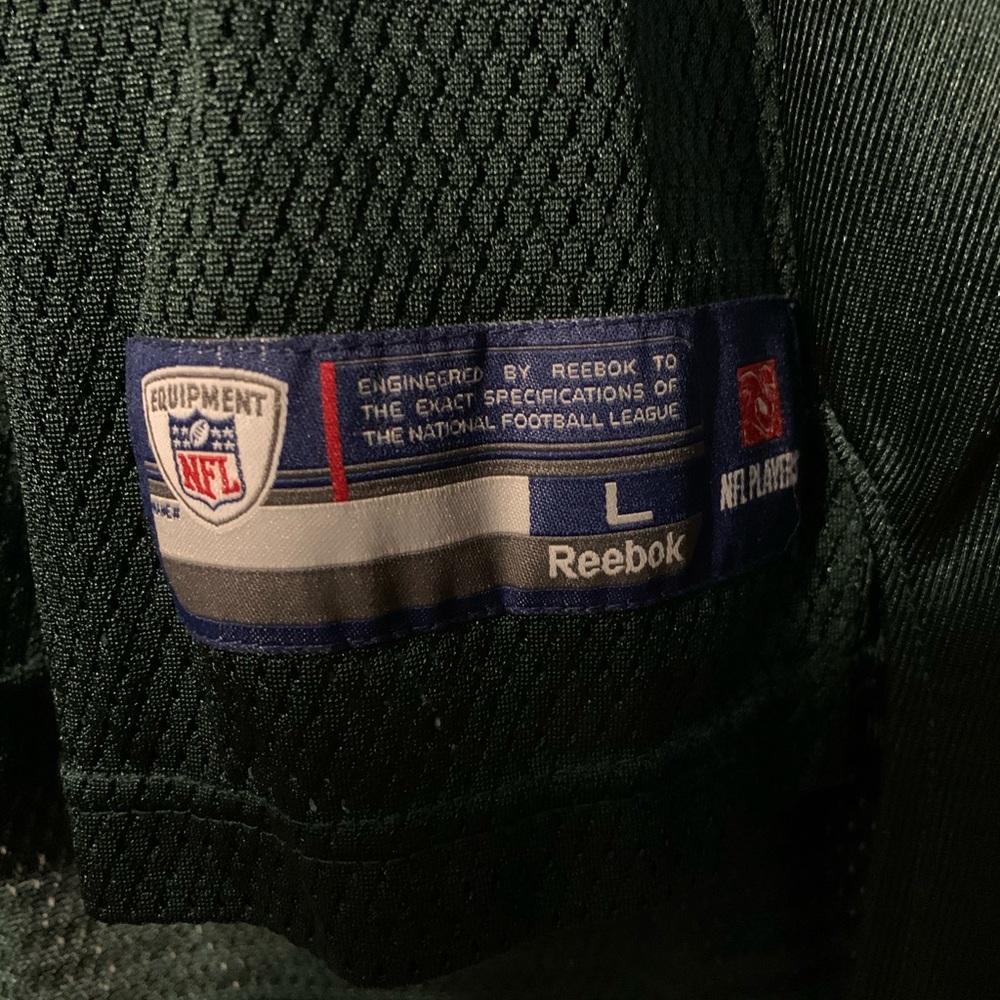 EQUIPMENT
NFL
ENGINEERED BY REEBOK TO
THE EXACT SPECIFICATIONS OF
THE NATIONAL FOOTBALL LEAGUE
L
Reebok
NFL PLAYERS